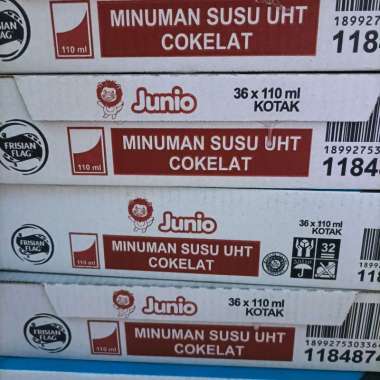 FRISIAN
FLAG
110 ml
MINUMAN SUSU UHT
COKELAT
Junio
36 x 110 ml
KOTAK
FRISIAN
FLAG
110 ml
MINUMAN SUSU UHT
COKELAT
Junio
36 x 110 ml
KOTAK
FRISIAN
FLAG
110 ml
MINUMAN SUSU UHT
COKELAT
32
Junio
36 x 110 ml
KOTAK
FRISIAN
FLAG
110 ml
MINUMAN SUSU UHT
COKELAT
1184874